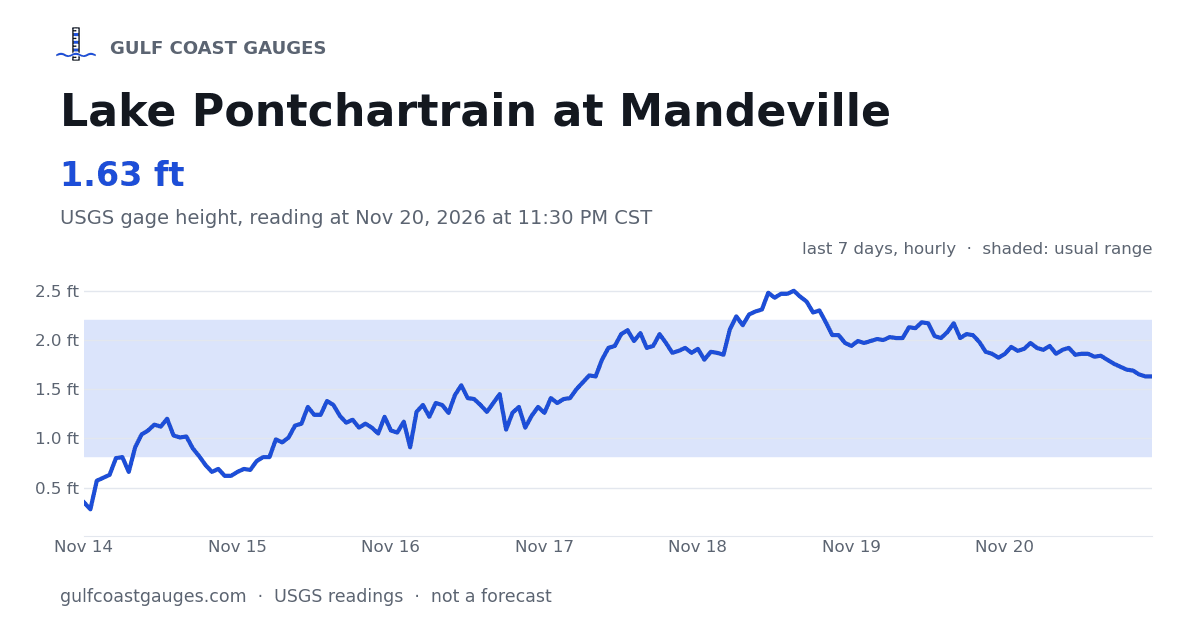 GULF COAST GAUGES
Lake Pontchartrain at Mandeville
1.63 ft
USGS gage height, reading at Nov 20, 2026 at 11:30 PM CST
last 7 days, hourly · shaded: usual range
2.5 ft
2.0 ft
1.5 ft
1.0 ft
0.5 ft
Nov 14 Nov 15 Nov 16 Nov 17 Nov 18 Nov 19 Nov 20
gulfcoastgauges.com · USGS readings · not a forecast